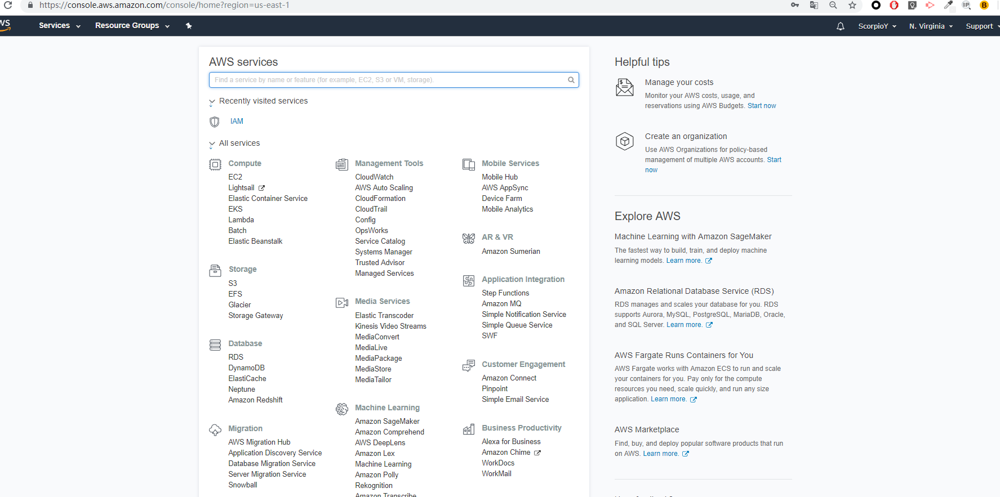 https://console.aws.amazon.com/console/home?region=us-east-1
WS
Services
Resource Groups
ScorpioY
N. Virginia
Support
AWS services
Find a service by name or feature (for example, EC2, S3 or VM, storage).
Recently visited services
IAM
All services
Compute
EC2
Lightsail
Elastic Container Service
EKS
Lambda
Batch
Elastic Beanstalk
Storage
S3
EFS
Glacier
Storage Gateway
Database
RDS
DynamoDB
ElastiCache
Neptune
Amazon Redshift
Migration
AWS Migration Hub
Application Discovery Service
Database Migration Service
Server Migration Service
Snowball
Management Tools
CloudWatch
AWS Auto Scaling
CloudFormation
CloudTrail
Config
OpsWorks
Service Catalog
Systems Manager
Trusted Advisor
Managed Services
Media Services
Elastic Transcoder
Kinesis Video Streams
MediaConvert
MediaLive
MediaPackage
MediaStore
MediaTailor
Machine Learning
Amazon SageMaker
Amazon Comprehend
AWS DeepLens
Amazon Lex
Machine Learning
Amazon Polly
Rekognition
Amazon Transcribe
Mobile Services
Mobile Hub
AWS AppSync
Device Farm
Mobile Analytics
AR & VR
Amazon Sumerian
Application Integration
Step Functions
Amazon MQ
Simple Notification Service
Simple Queue Service
SWF
Customer Engagement
Amazon Connect
Pinpoint
Simple Email Service
Business Productivity
Alexa for Business
Amazon Chime
WorkDocs
WorkMail
Helpful tips
Manage your costs
Monitor your AWS costs, usage, and
reservations using AWS Budgets. Start now
Create an organization
Use AWS Organizations for policy-based
management of multiple AWS accounts. Start
now
Explore AWS
Machine Learning with Amazon SageMaker
The fastest way to build, train, and deploy machine
learning models. Learn more.
Amazon Relational Database Service (RDS)
RDS manages and scales your database for you. RDS
supports Aurora, MySQL, PostgreSQL, MariaDB, Oracle,
and SQL Server. Learn more.
AWS Fargate Runs Containers for You
AWS Fargate works with Amazon ECS to run and scale
your containers for you. Pay only for the compute
resources you need, scale quickly, and run any size
application. Learn more.
AWS Marketplace
Find, buy, and deploy popular software products that run
on AWS. Learn more.